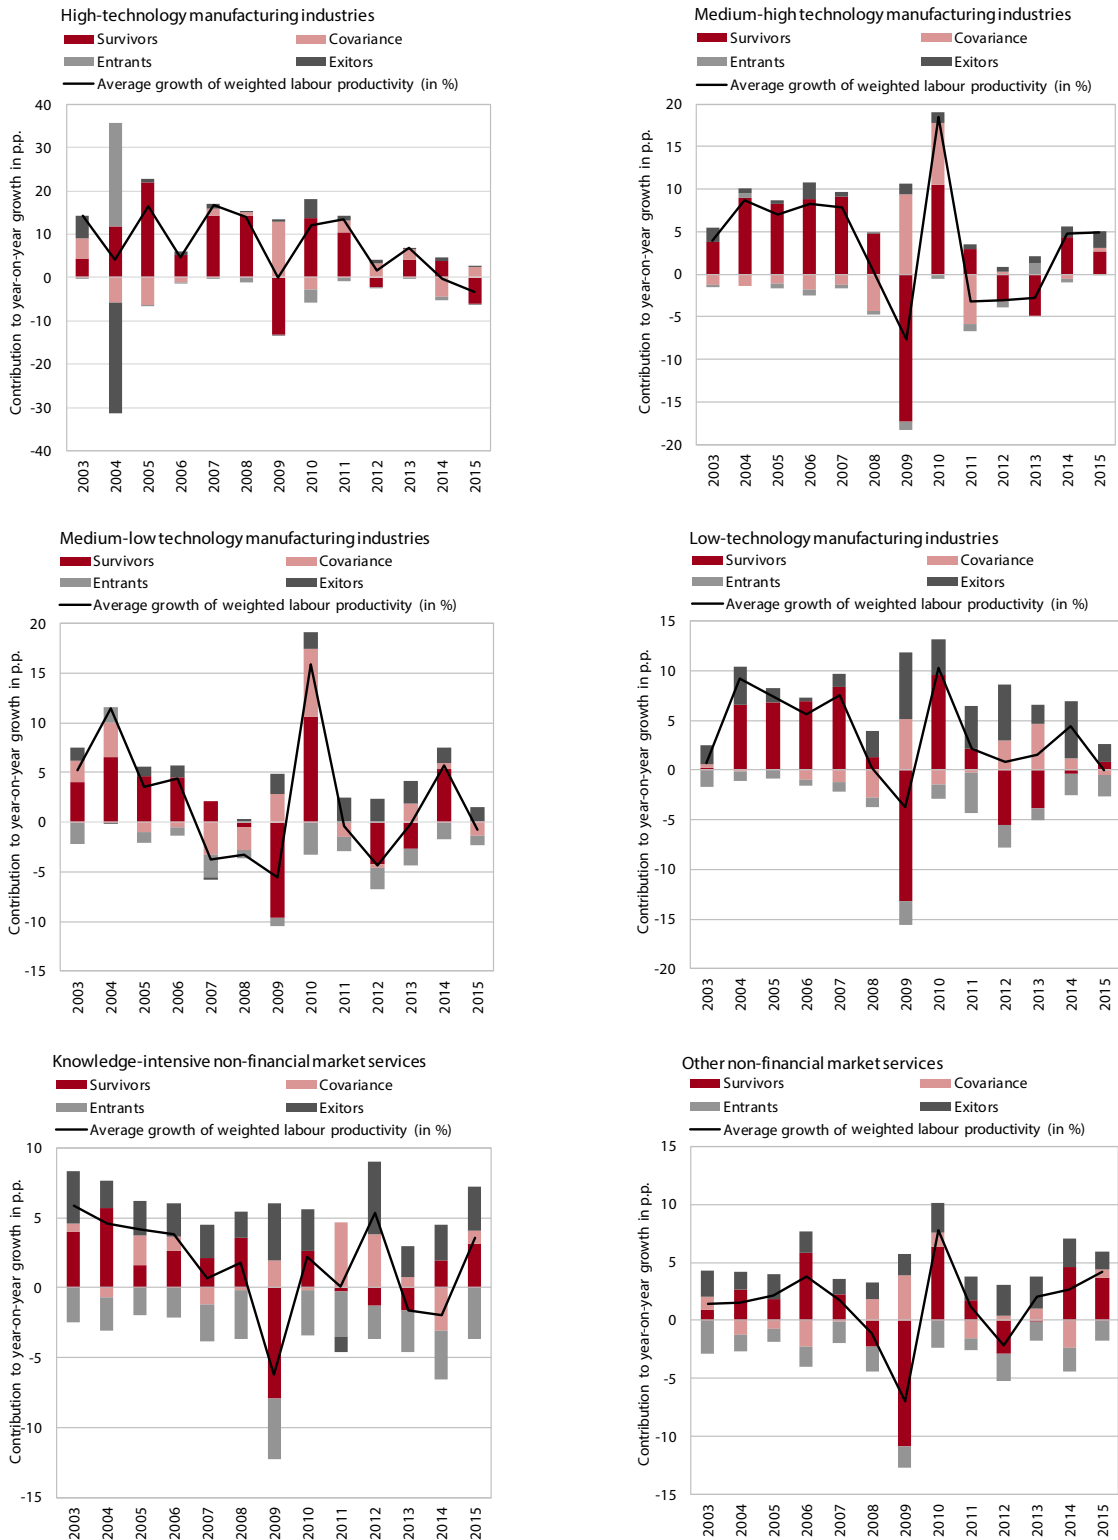 High-technology manufacturing industries
Survivors Covariance
Entrants Exitors
Average growth of weighted labour productivity (in %)
Contribution to year-on-year growth in p.p.
40
30
20
10
0
-10
-20
-30
-40
2003 2004 2005 2006 2007 2008 2009 2010 2011 2012 2013 2014 2015
Medium-high technology manufacturing industries
Survivors Covariance
Entrants Exitors
Average growth of weighted labour productivity (in %)
Contribution to year-on-year growth in p.p.
20
15
10
5
0
-5
-10
-15
-20
2003 2004 2005 2006 2007 2008 2009 2010 2011 2012 2013 2014 2015
Medium-low technology manufacturing industries
Survivors Covariance
Entrants Exitors
Average growth of weighted labour productivity (in %)
Contribution to year-on-year growth in p.p.
20
15
10
5
0
-5
-10
-15
2003 2004 2005 2006 2007 2008 2009 2010 2011 2012 2013 2014 2015
Low-technology manufacturing industries
Survivors Covariance
Entrants Exitors
Average growth of weighted labour productivity (in %)
Contribution to year-on-year growth in p.p.
15
10
5
0
-5
-10
-15
-20
2003 2004 2005 2006 2007 2008 2009 2010 2011 2012 2013 2014 2015
Knowledge-intensive non-financial market services
Survivors Covariance
Entrants Exitors
Average growth of weighted labour productivity (in %)
Contribution to year-on-year growth in p.p.
10
5
0
-5
-10
-15
2003 2004 2005 2006 2007 2008 2009 2010 2011 2012 2013 2014 2015
Other non-financial market services
Survivors Covariance
Entrants Exitors
Average growth of weighted labour productivity (in %)
Contribution to year-on-year growth in p.p.
15
10
5
0
-5
-10
-15
2003 2004 2005 2006 2007 2008 2009 2010 2011 2012 2013 2014 2015